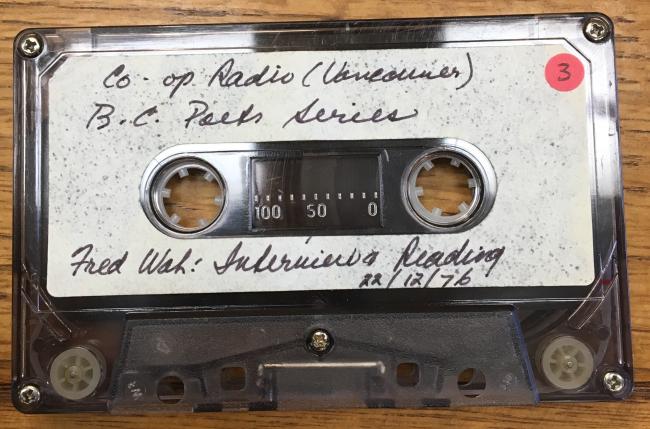 Co-op Radio (Vancouver)
3
B.C. Poets Series
100 50 0
Fred Wah: Interview & Reading
22/12/76